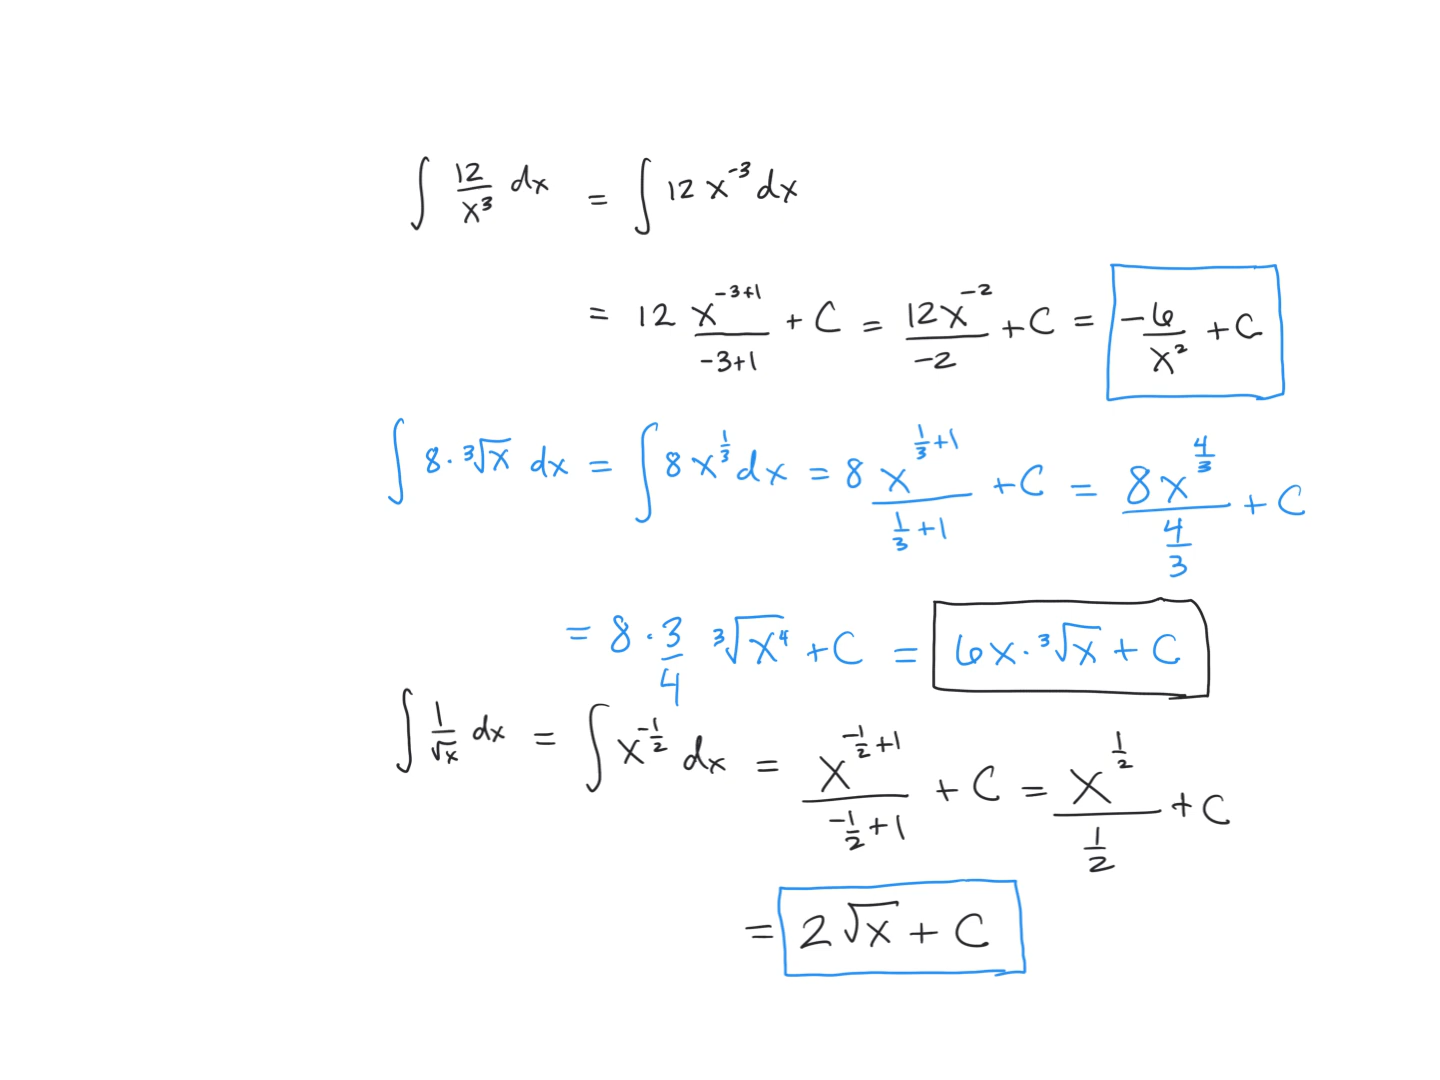 ∫ 12/x³ dx = ∫ 12 x⁻³ dx
= 12 x^(-3+1)/(-3+1) + C = 12x⁻²/(-2) + C = -6/x² + C
∫ 8·∛x dx = ∫ 8x^(1/3) dx = 8 x^(1/3+1)/(1/3+1) + C = 8x^(4/3)/(4/3) + C
= 8·3/4 ∛x⁴ + C = 6x·∛x + C
∫ 1/√x dx = ∫ x^(-1/2) dx = x^(-1/2+1)/(-1/2+1) + C = x^(1/2)/(1/2) + C
= 2√x + C